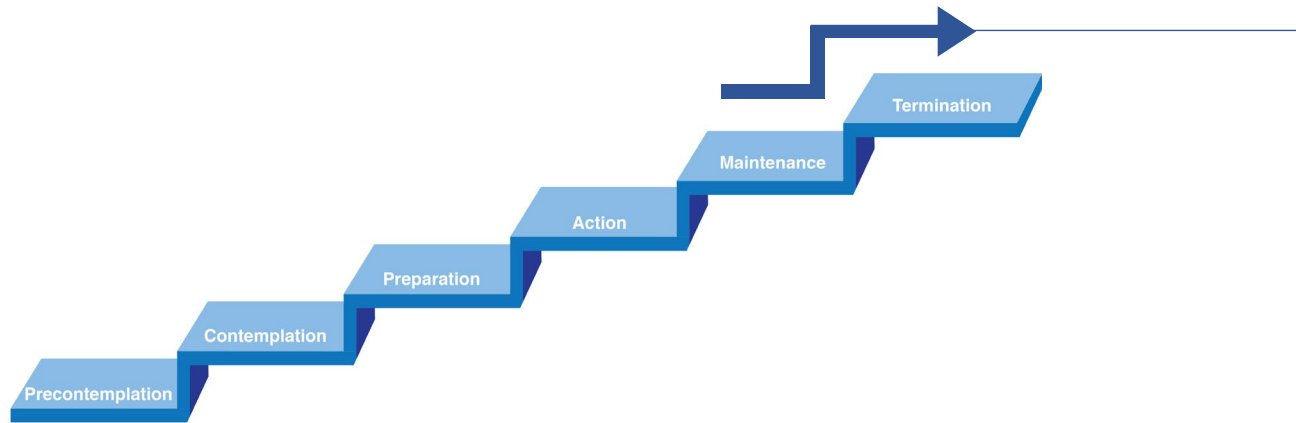 Termination
Maintenance
Action
Preparation
Contemplation
Precontemplation